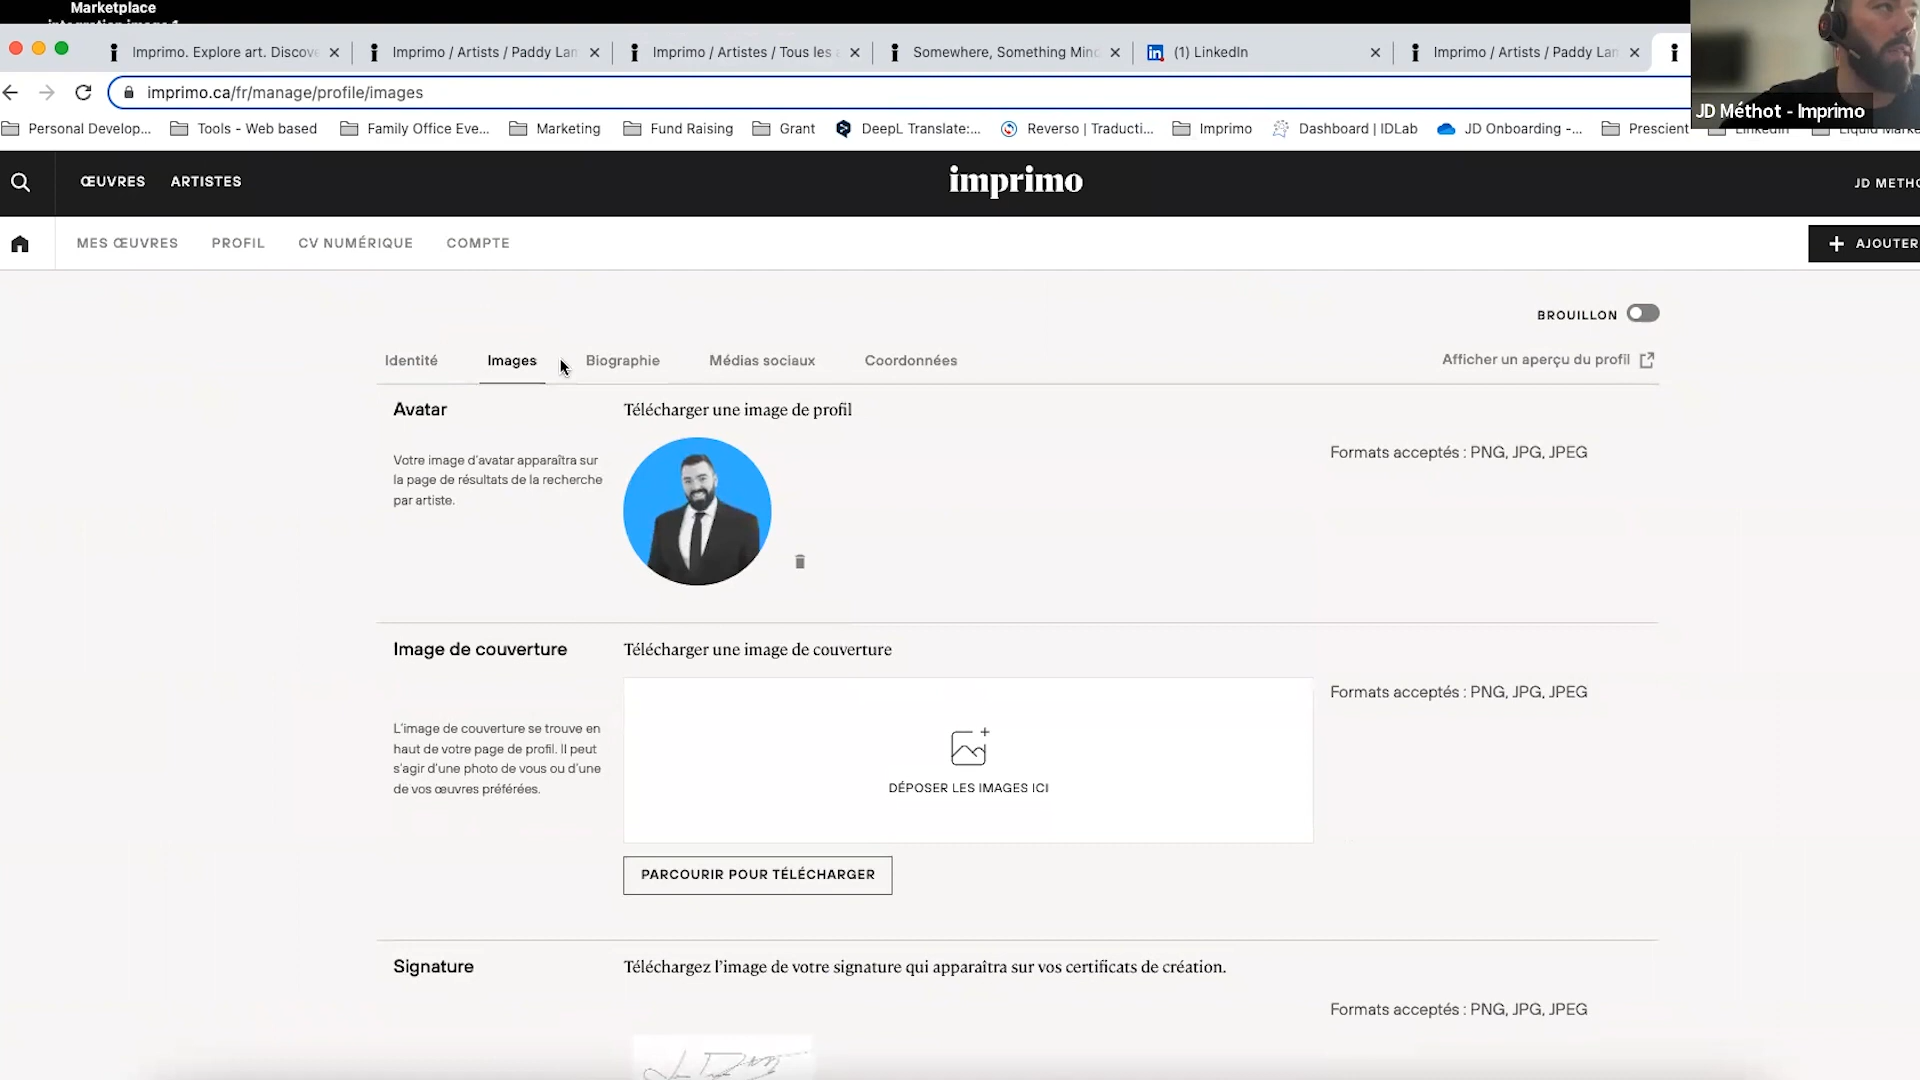 Marketplace
Imprimo. Explore art. Discove
Imprimo / Artists / Paddy Lan
Imprimo / Artistes / Tous les a
Somewhere, Something Mind
(1) LinkedIn
Imprimo / Artists / Paddy Lan
imprimo.ca/fr/manage/profile/images
JD Méthot - Imprimo
Personal Develop...
Tools - Web based
Family Office Eve...
Marketing
Fund Raising
Grant
DeepL Translate:...
Reverso | Traducti...
Imprimo
Dashboard | IDLab
JD Onboarding -...
Prescient
ŒUVRES
ARTISTES
imprimo
JD METHO
MES ŒUVRES
PROFIL
CV NUMÉRIQUE
COMPTE
AJOUTER
BROUILLON
Identité
Images
Biographie
Médias sociaux
Coordonnées
Afficher un aperçu du profil
Avatar
Télécharger une image de profil
Votre image d'avatar apparaîtra sur
la page de résultats de la recherche
par artiste.
Formats acceptés : PNG, JPG, JPEG
Image de couverture
Télécharger une image de couverture
Formats acceptés : PNG, JPG, JPEG
L'image de couverture se trouve en
haut de votre page de profil. Il peut
s'agir d'une photo de vous ou d'une
de vos œuvres préférées.
DÉPOSER LES IMAGES ICI
PARCOURIR POUR TÉLÉCHARGER
Signature
Téléchargez l'image de votre signature qui apparaîtra sur vos certificats de création.
Formats acceptés : PNG, JPG, JPEG